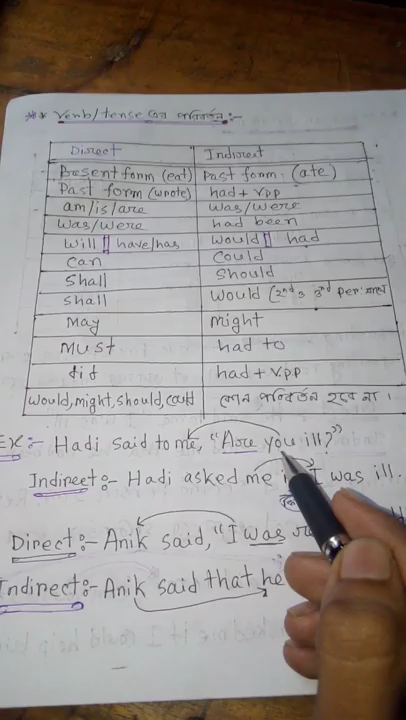 ** Verb/tense এর পরিবর্তন :-
Direct Indirect
Present form (eat) Past form : (ate)
Past form (wrote) had + v.pp
am/is/are was/were
Was/were had been
Will || have/has Would || had
Can Could
Shall Should
Shall Would (2nd ও 3rd per:
May might
Must had to
did had + v.pp
would, might, should, could কোন পরিবর্তন হবে না।
Ex:- Hadi said to me, "Are you ill?"
Indirect:- Hadi asked me I was ill.
Direct:- Anik said, "I was
Indirect:- Anik said that he